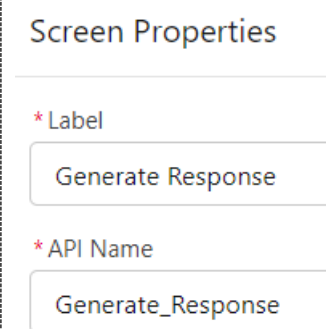 Screen Properties
* Label
Generate Response
* API Name
Generate_Response